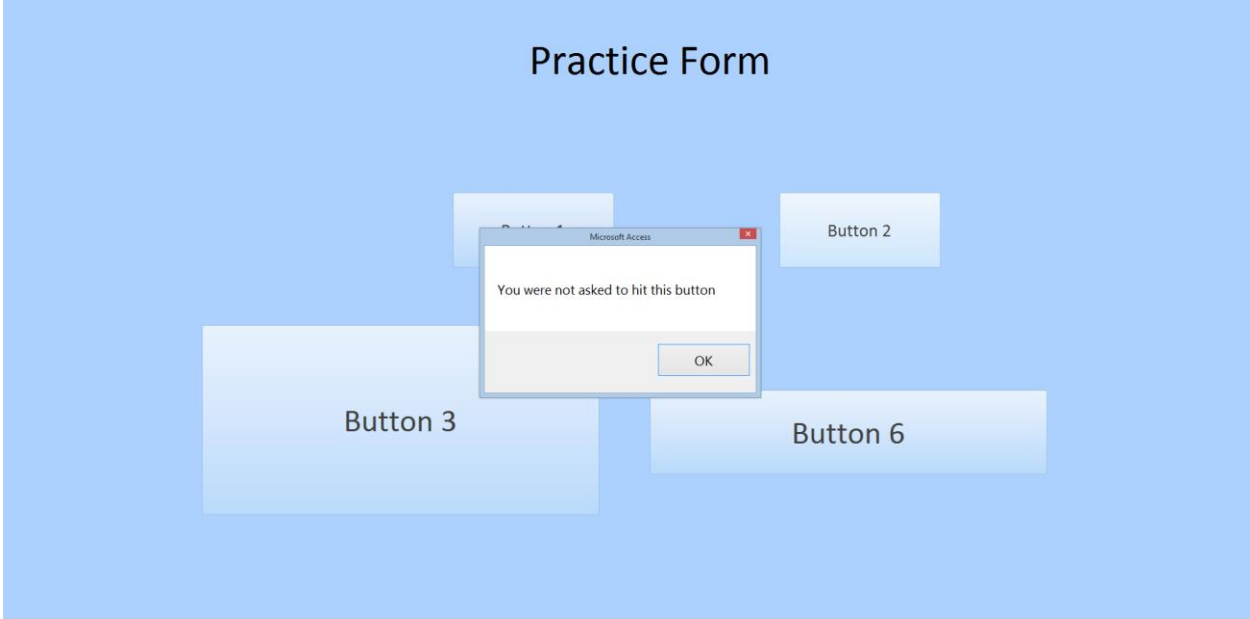 Practice Form
Button 2
Microsoft Access
You were not asked to hit this button
OK
Button 3
Button 6